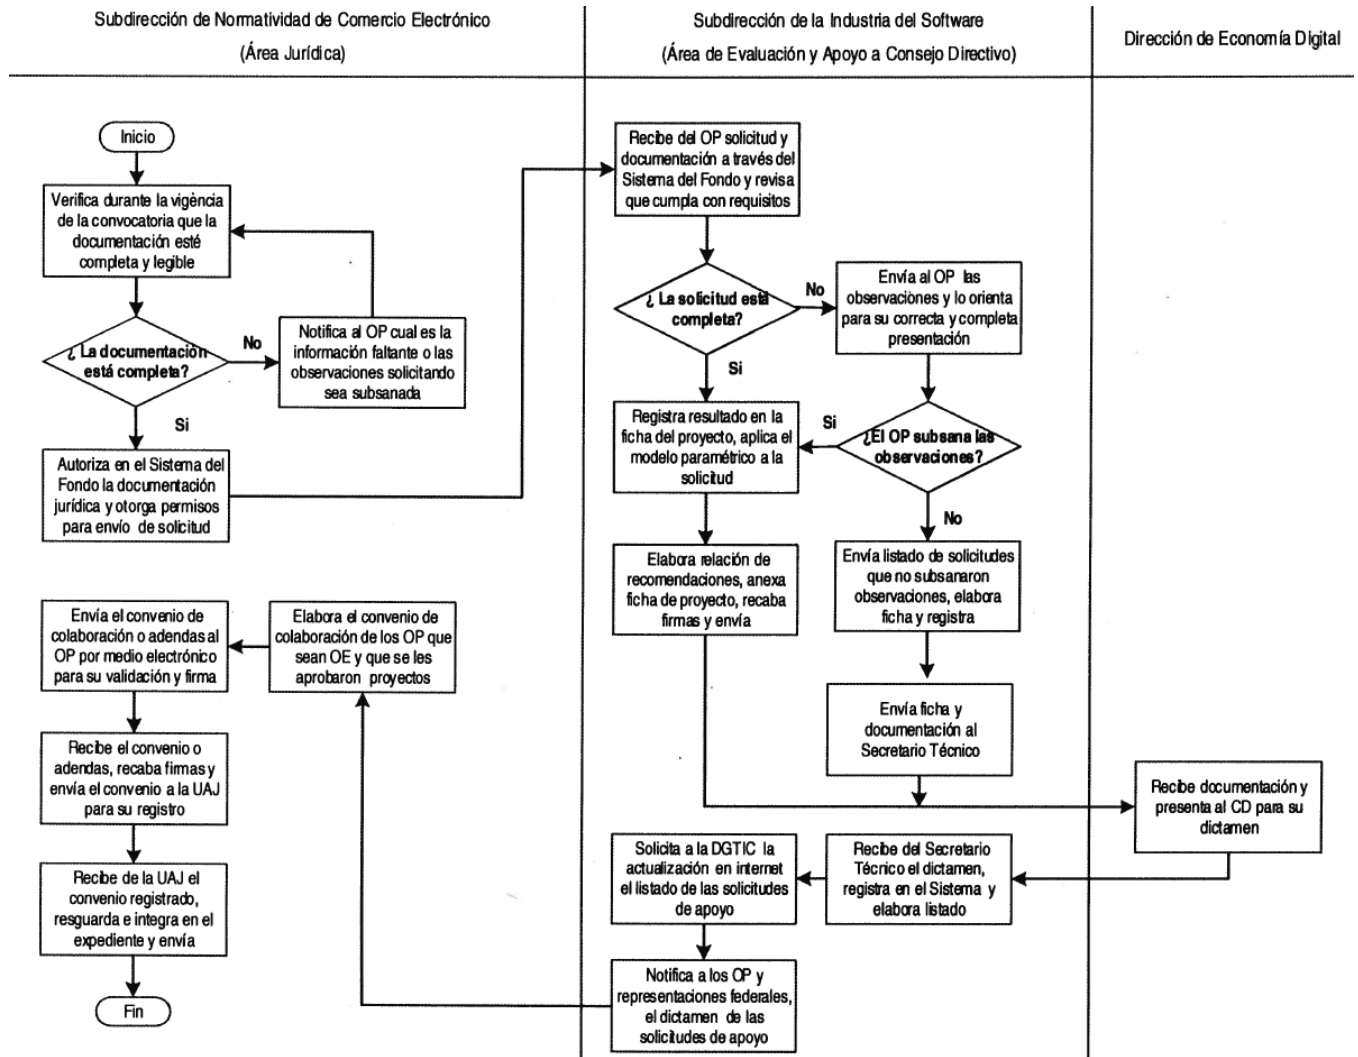 Subdirección de Normatividad de Comercio Electrónico
(Área Jurídica)
Subdirección de la Industria del Software
(Área de Evaluación y Apoyo a Consejo Directivo)
Dirección de Economía Digital
Inicio
Verifica durante la vigencia
de la convocatoria que la
documentación esté
completa y legible
¿ La documentación
está completa?
No
Notifica al OP cual es la
información faltante o las
observaciones solicitando
sea subsanada
Si
Autoriza en el Sistema del
Fondo la documentación
jurídica y otorga permisos
para envío de solicitud
Recibe del OP solicitud y
documentación a través del
Sistema del Fondo y revisa
que cumpla con requisitos
¿ La solicitud está
completa?
No
Envía al OP las
observaciones y lo orienta
para su correcta y completa
presentación
Si
Registra resultado en la
ficha del proyecto, aplica el
modelo paramétrico a la
solicitud
Si
¿El OP subsana las
observaciones?
No
Elabora relación de
recomendaciones, anexa
ficha de proyecto, recaba
firmas y envía
Envía listado de solicitudes
que no subsanaron
observaciones, elabora
ficha y registra
Envía ficha y
documentación al
Secretario Técnico
Recibe documentación y
presenta al CD para su
dictamen
Recibe del Secretario
Técnico el dictamen,
registra en el Sistema y
elabora listado
Solicita a la DGTIC la
actualización en internet
el listado de las solicitudes
de apoyo
Notifica a los OP y
representaciones federales,
el dictamen de las
solicitudes de apoyo
Elabora el convenio de
colaboración de los OP que
sean OE y que se les
aprobaron proyectos
Envía el convenio de
colaboración o adendas al
OP por medio electrónico
para su validación y firma
Recibe el convenio o
adendas, recaba firmas y
envía el convenio a la UAJ
para su registro
Recibe de la UAJ el
convenio registrado,
resguarda e integra en el
expediente y envía
Fin